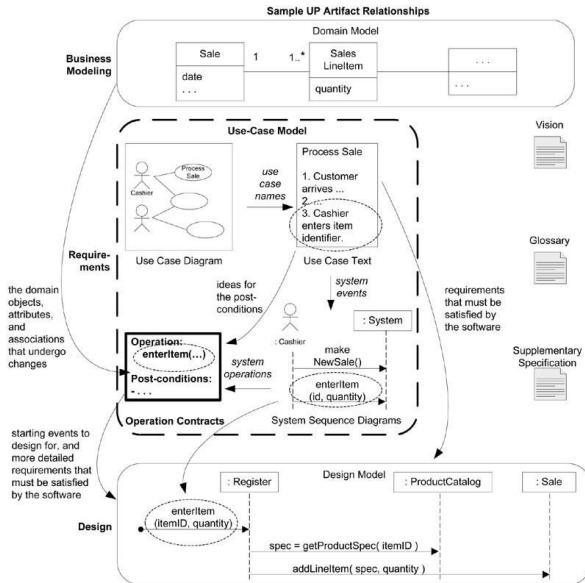 Sample UP Artifact Relationships
Domain Model
Business
Modeling
Sale
1
1..*
Sales
LineItem
. . .
date
. . .
quantity
. . .
Use-Case Model
Vision
Process
Sale
Cashier
use
case
names
Process Sale
1. Customer
arrives ...
2. ...
3. Cashier
enters item
identifier.
Glossary
Require-
ments
Use Case Diagram
Use Case Text
the domain
objects,
attributes,
and
associations
that undergo
changes
ideas for
the post-
conditions
system
events
requirements
that must be
satisfied by
the software
: Cashier
: System
Operation:
enterItem(…)
Post-conditions:
- . . .
system
operations
make
NewSale()
enterItem
(id, quantity)
Supplementary
Specification
Operation Contracts
System Sequence Diagrams
starting events to
design for, and
more detailed
requirements that
must be satisfied
by the software
Design Model
: Register
: ProductCatalog
: Sale
enterItem
(itemID, quantity)
Design
spec = getProductSpec( itemID )
addLineItem( spec, quantity )